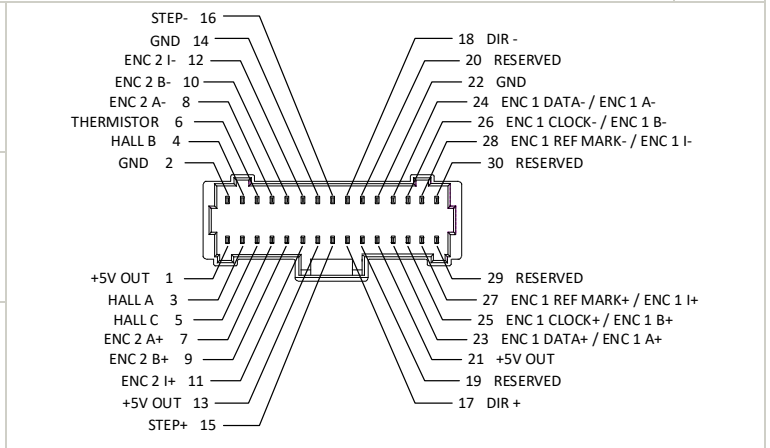 STEP- 16
GND 14
ENC 2 I- 12
ENC 2 B- 10
ENC 2 A- 8
THERMISTOR 6
HALL B 4
GND 2
18 DIR -
20 RESERVED
22 GND
24 ENC 1 DATA- / ENC 1 A-
26 ENC 1 CLOCK- / ENC 1 B-
28 ENC 1 REF MARK- / ENC 1 I-
30 RESERVED
+5V OUT 1
HALL A 3
HALL C 5
ENC 2 A+ 7
ENC 2 B+ 9
ENC 2 I+ 11
+5V OUT 13
STEP+ 15
29 RESERVED
27 ENC 1 REF MARK+ / ENC 1 I+
25 ENC 1 CLOCK+ / ENC 1 B+
23 ENC 1 DATA+ / ENC 1 A+
21 +5V OUT
19 RESERVED
17 DIR +